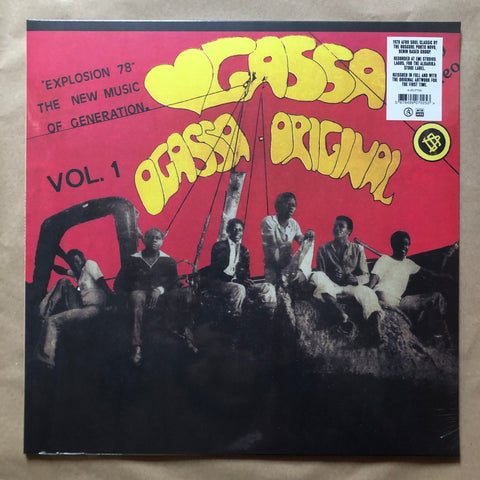 OGASSA
"EXPLOSION 78"
THE NEW MUSIC
OF GENERATION.
OGASSA ORIGINAL
VOL. 1
1978 AFRO SOUL CLASSIC BY
THE OBSCURE PORTO NOVO,
BENIN BASED GROUP.
RECORDED AT EMI STUDIOS
LAGOS, FOR THE ALBARIKA
STORE LABEL.
REISSUED IN FULL AND WITH
THE ORIGINAL ARTWORK FOR
THE FIRST TIME.